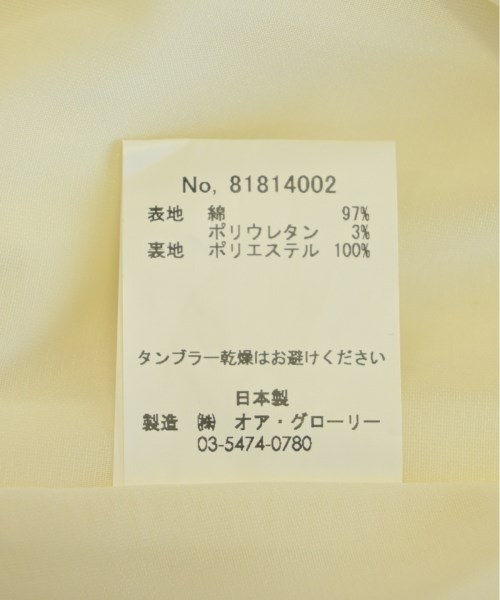 No, 81814002
表地 綿 97%
ポリウレタン 3%
裏地 ポリエステル 100%
タンブラー乾燥はお避けください
日本製
製造 ㈱ オア・グローリー
03-5474-0780